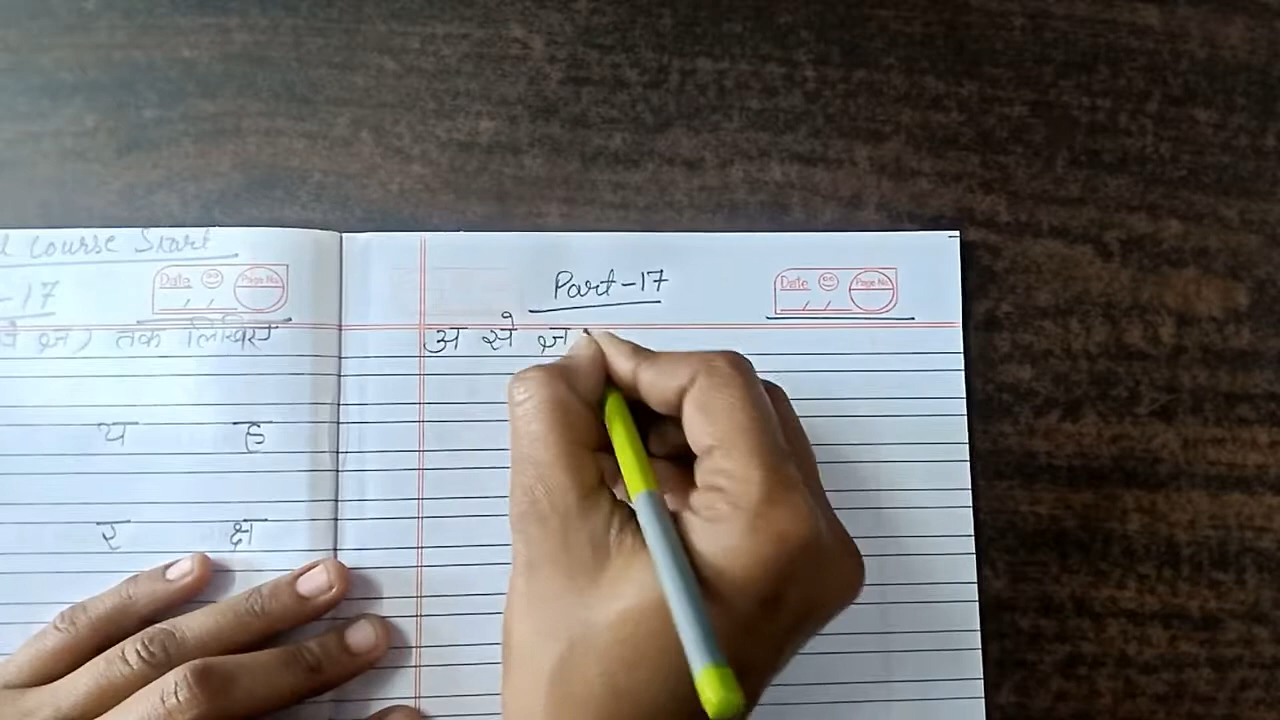 Course Start
Date Page No.
-17
ज्ञ) तक लिखिए
य ह
र क्ष
Part-17
Date Page No.
अ से ज्ञ